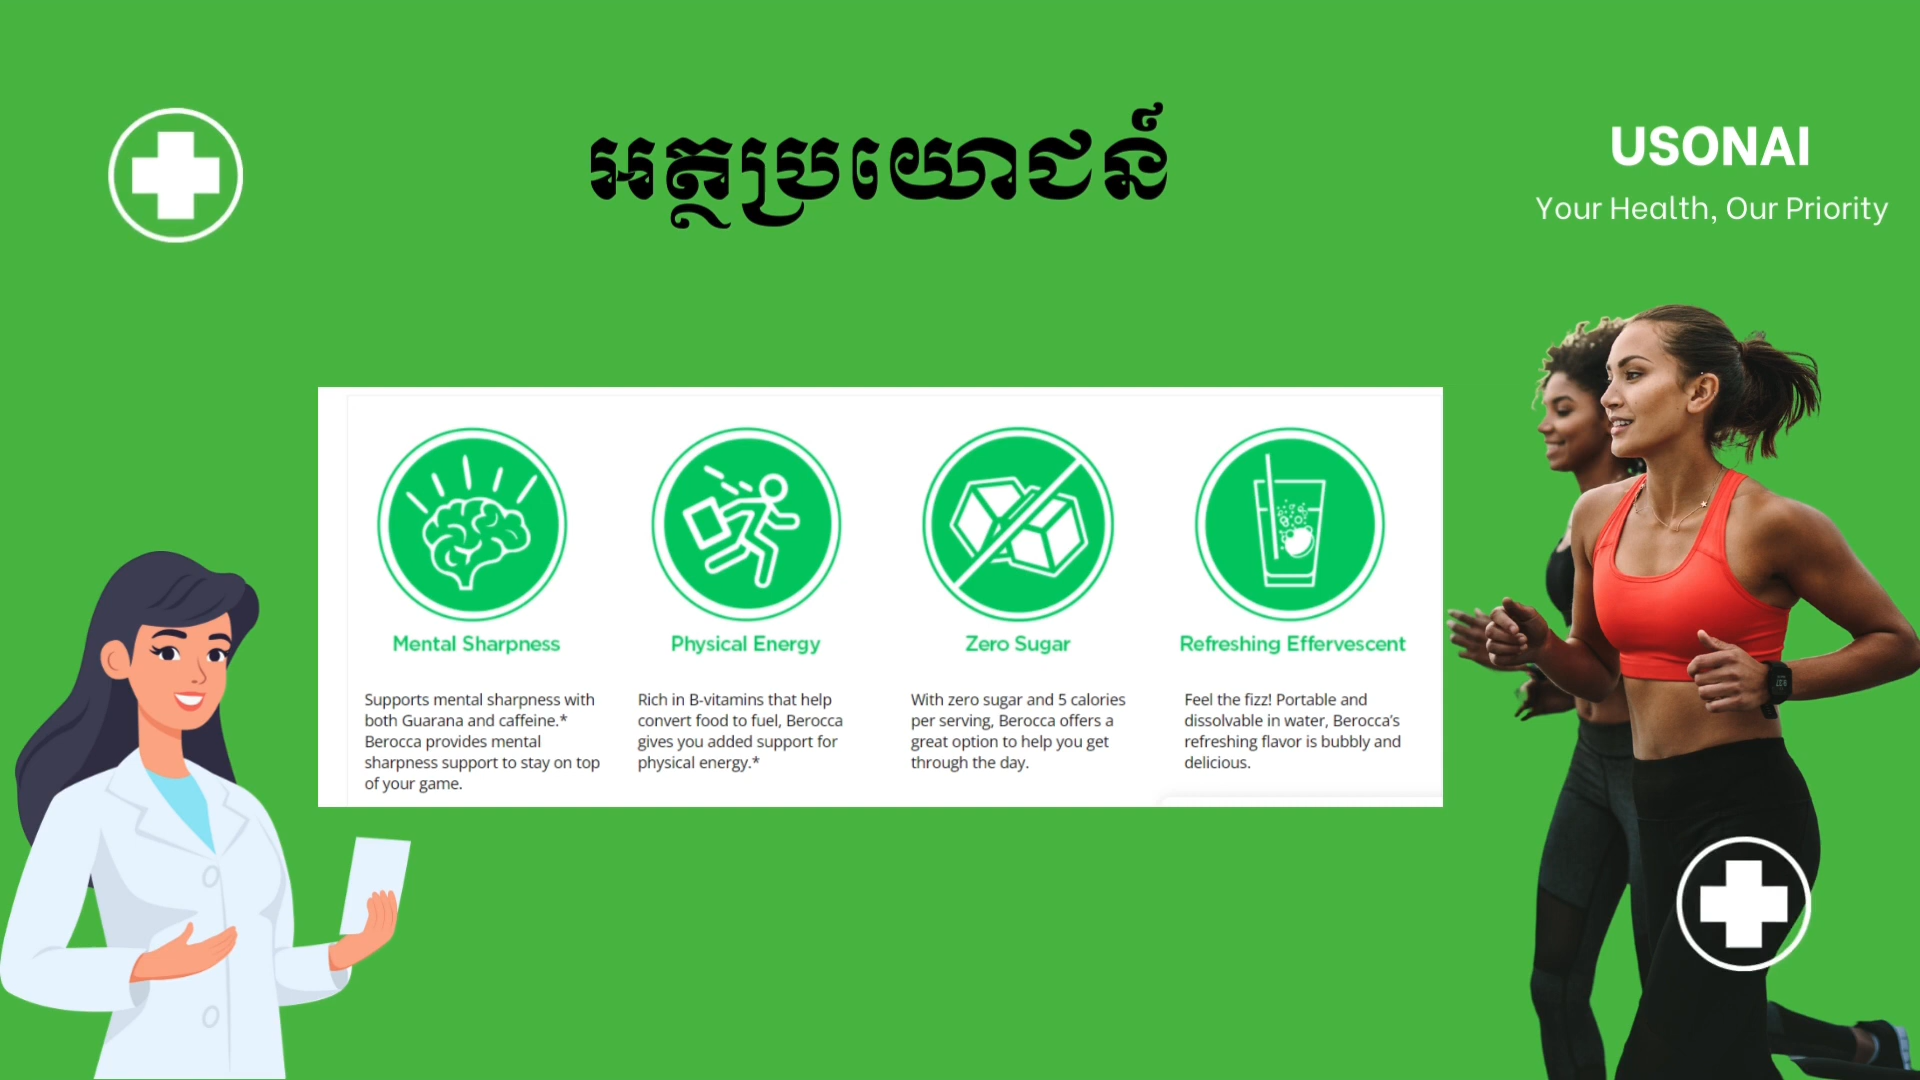 អត្ថប្រយោជន៍
USONAI
Your Health, Our Priority
Mental Sharpness
Supports mental sharpness with
both Guarana and caffeine.*
Berocca provides mental
sharpness support to stay on top
of your game.
Physical Energy
Rich in B-vitamins that help
convert food to fuel, Berocca
gives you added support for
physical energy.*
Zero Sugar
With zero sugar and 5 calories
per serving, Berocca offers a
great option to help you get
through the day.
Refreshing Effervescent
Feel the fizz! Portable and
dissolvable in water, Berocca’s
refreshing flavor is bubbly and
delicious.